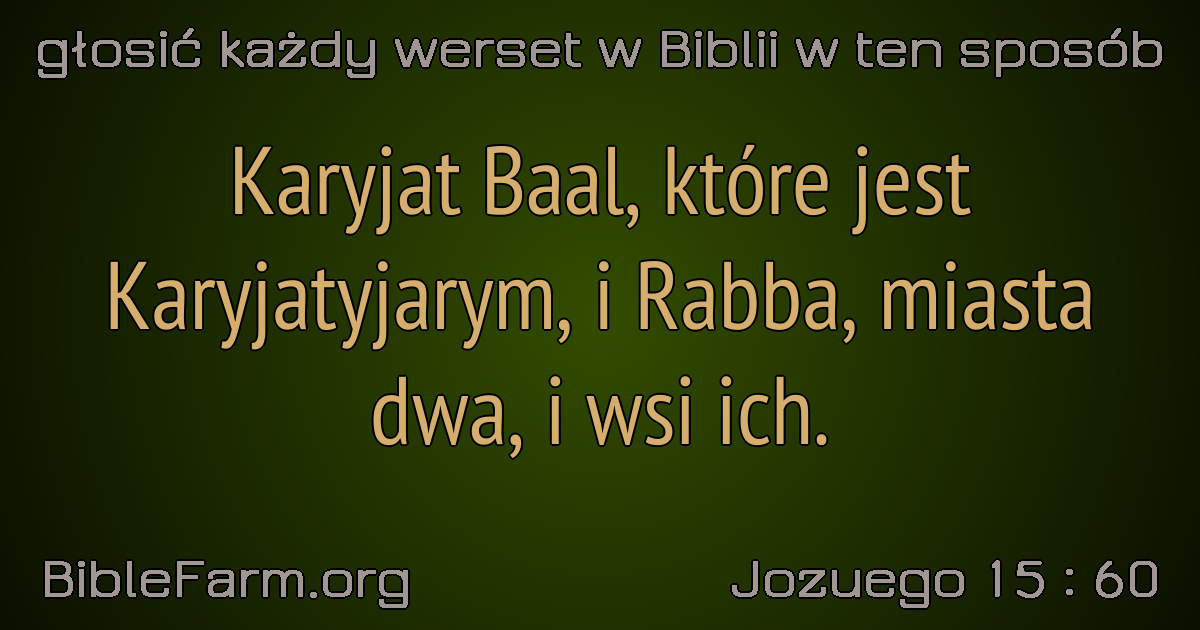 głosić każdy werset w Biblii w ten sposób
Karyjat Baal, które jest
Karyjatyjarym, i Rabba, miasta
dwa, i wsi ich.
BibleFarm.org
Jozuego 15 : 60